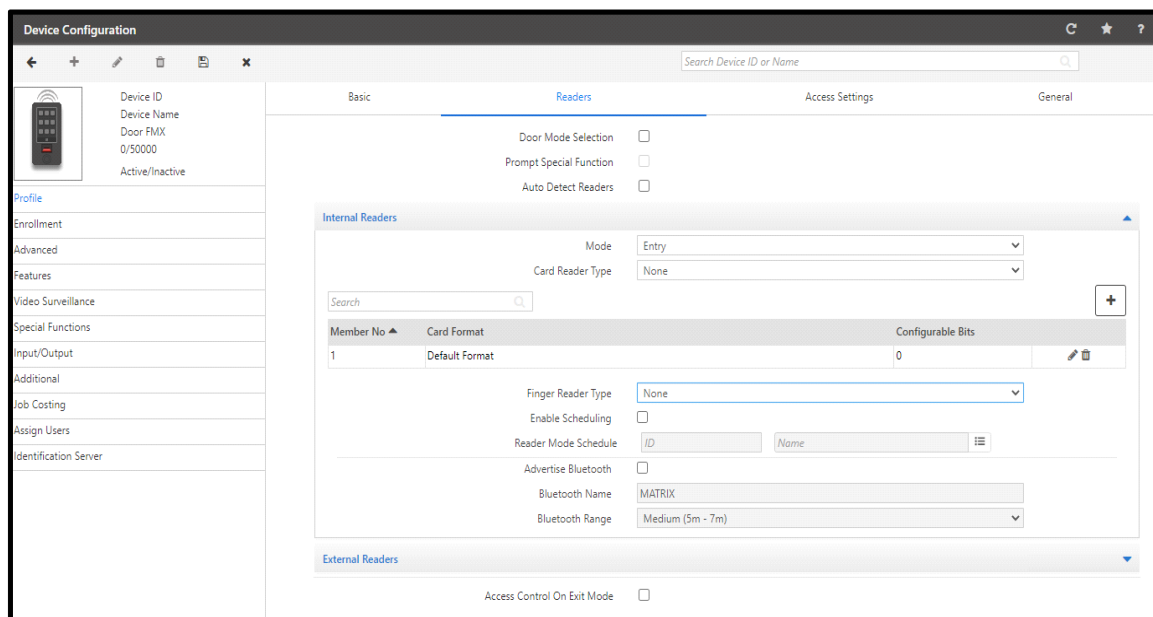 Device Configuration
?
Search Device ID or Name
Device ID
Device Name
Door FMX
0/50000
Active/Inactive
Profile
Enrollment
Advanced
Features
Video Surveillance
Special Functions
Input/Output
Additional
Job Costing
Assign Users
Identification Server
Basic Readers Access Settings General
Door Mode Selection
Prompt Special Function
Auto Detect Readers
Internal Readers
Mode Entry
Card Reader Type None
Search
Member No Card Format Configurable Bits
1 Default Format 0
Finger Reader Type None
Enable Scheduling
Reader Mode Schedule ID Name
Advertise Bluetooth
Bluetooth Name MATRIX
Bluetooth Range Medium (5m - 7m)
External Readers
Access Control On Exit Mode